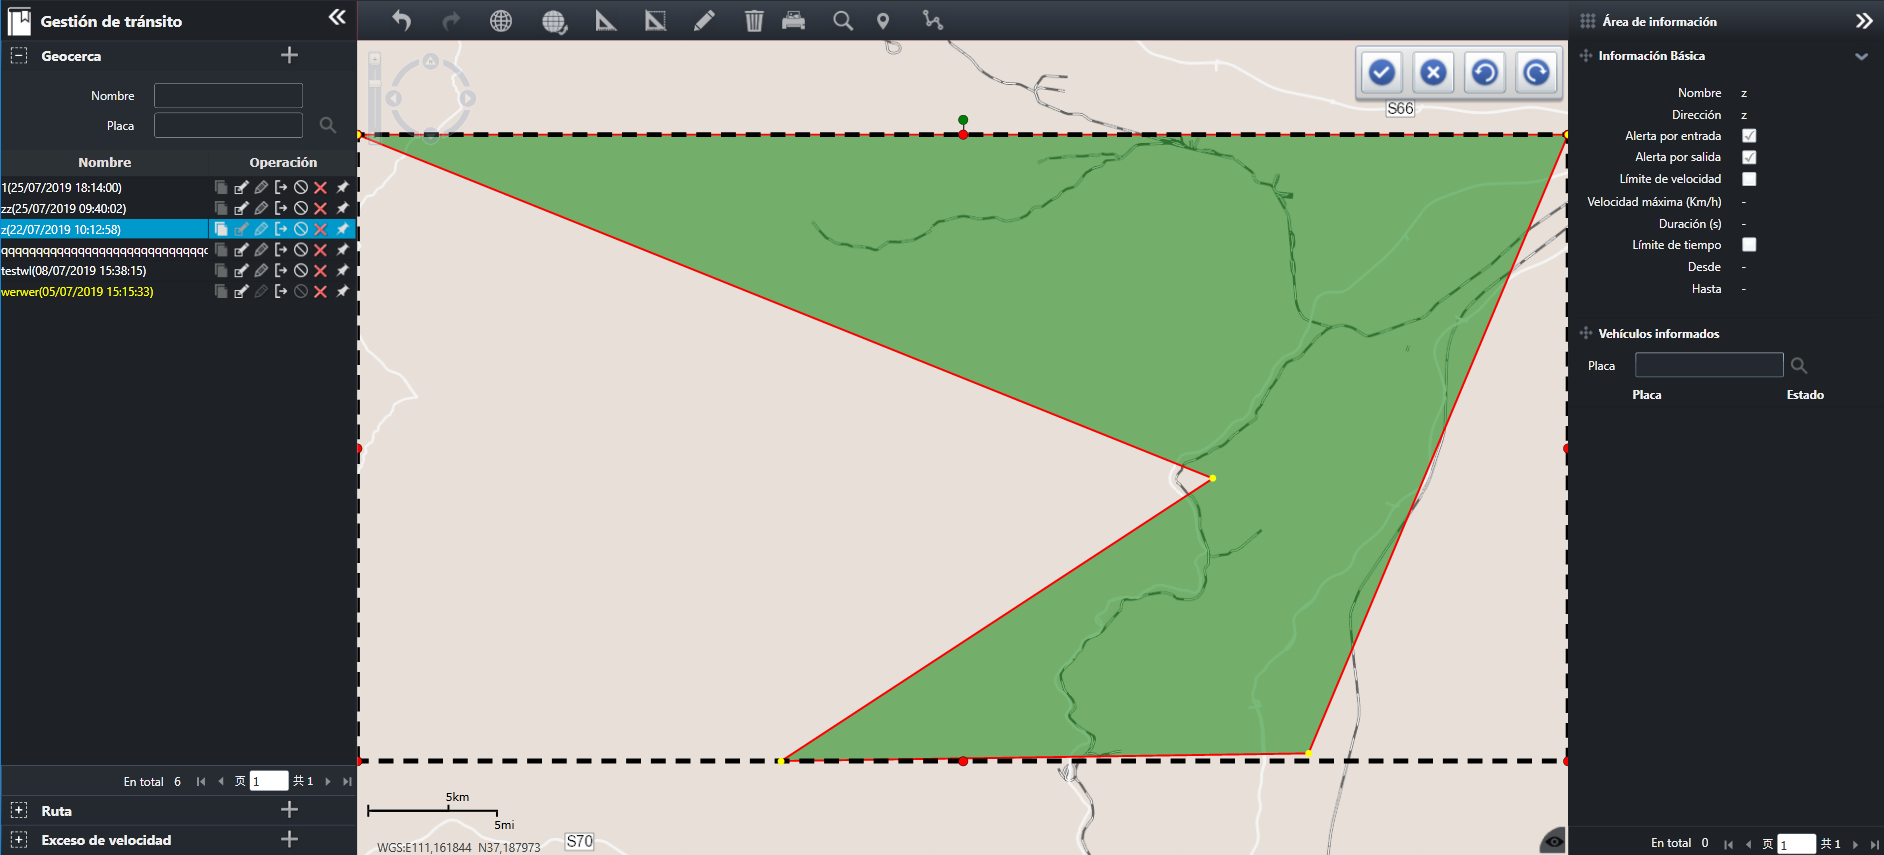 Gestión de tránsito
Geocerca
Nombre
Placa
Nombre Operación
1(25/07/2019 18:14:00)
zz(25/07/2019 09:40:02)
z(22/07/2019 10:12:58)
testwl(08/07/2019 15:38:15)
werwer(05/07/2019 15:15:33)
En total 6 页 1 共 1
Ruta
Exceso de velocidad
S66
5km
5mi
WGS:E111,161844 N37,187973
S70
Área de información
Información Básica
Nombre z
Dirección z
Alerta por entrada
Alerta por salida
Límite de velocidad
Velocidad máxima (Km/h) -
Duración (s) -
Límite de tiempo
Desde -
Hasta -
Vehículos informados
Placa
Placa Estado
En total 0 页 1 共 1